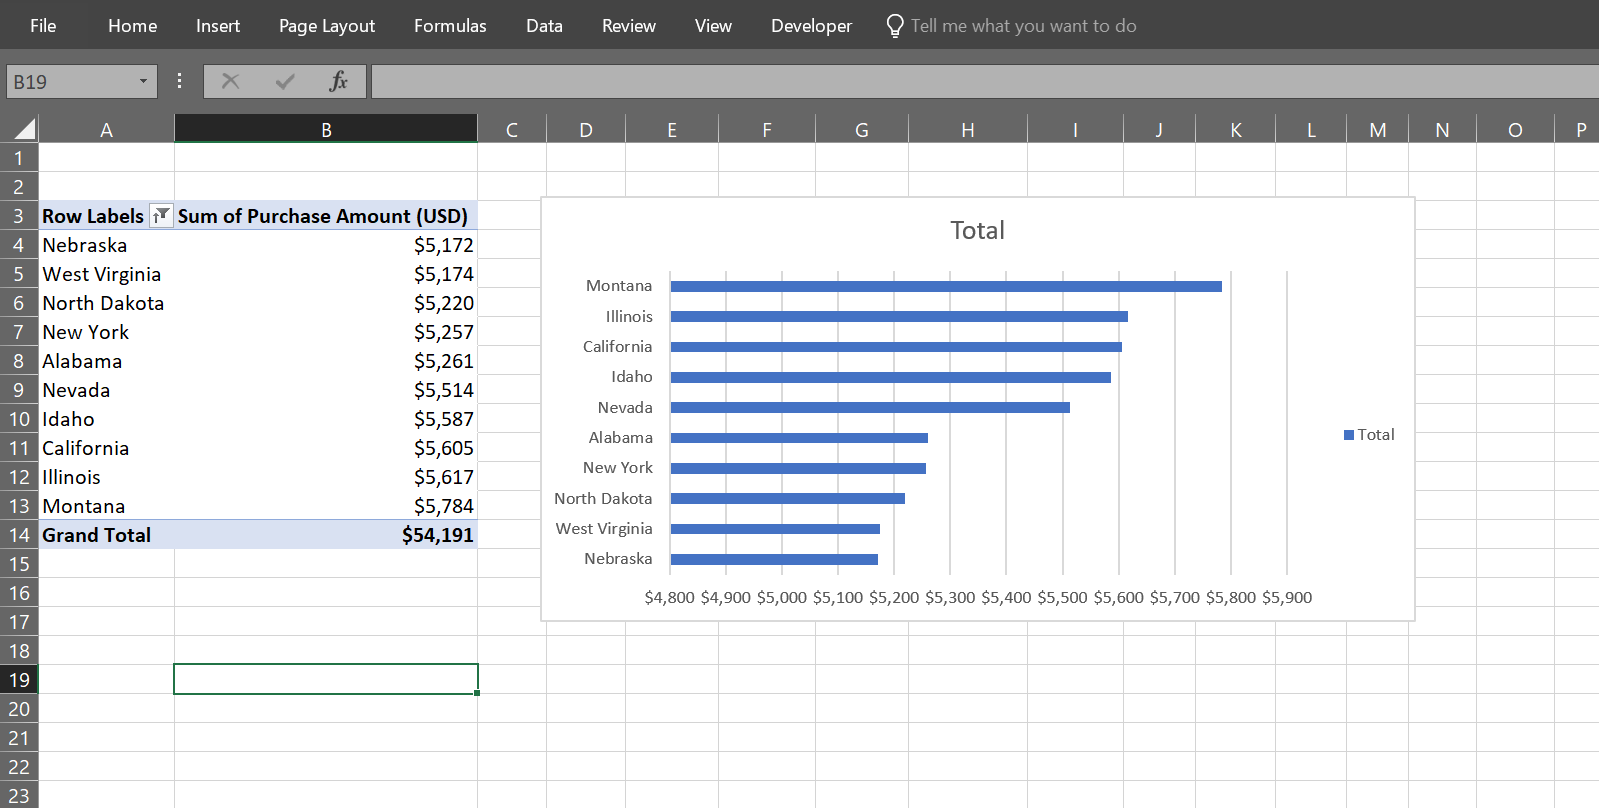 File Home Insert Page Layout Formulas Data Review View Developer Tell me what you want to do
B19 fx
A B C D E F G H I J K L M N O P
1
2
3 Row Labels Sum of Purchase Amount (USD)
4 Nebraska $5,172
5 West Virginia $5,174
6 North Dakota $5,220
7 New York $5,257
8 Alabama $5,261
9 Nevada $5,514
10 Idaho $5,587
11 California $5,605
12 Illinois $5,617
13 Montana $5,784
14 Grand Total $54,191
15
16
17
18
19
20
21
22
23
Total
Montana
Illinois
California
Idaho
Nevada
Alabama
New York
North Dakota
West Virginia
Nebraska
$4,800 $4,900 $5,000 $5,100 $5,200 $5,300 $5,400 $5,500 $5,600 $5,700 $5,800 $5,900
Total